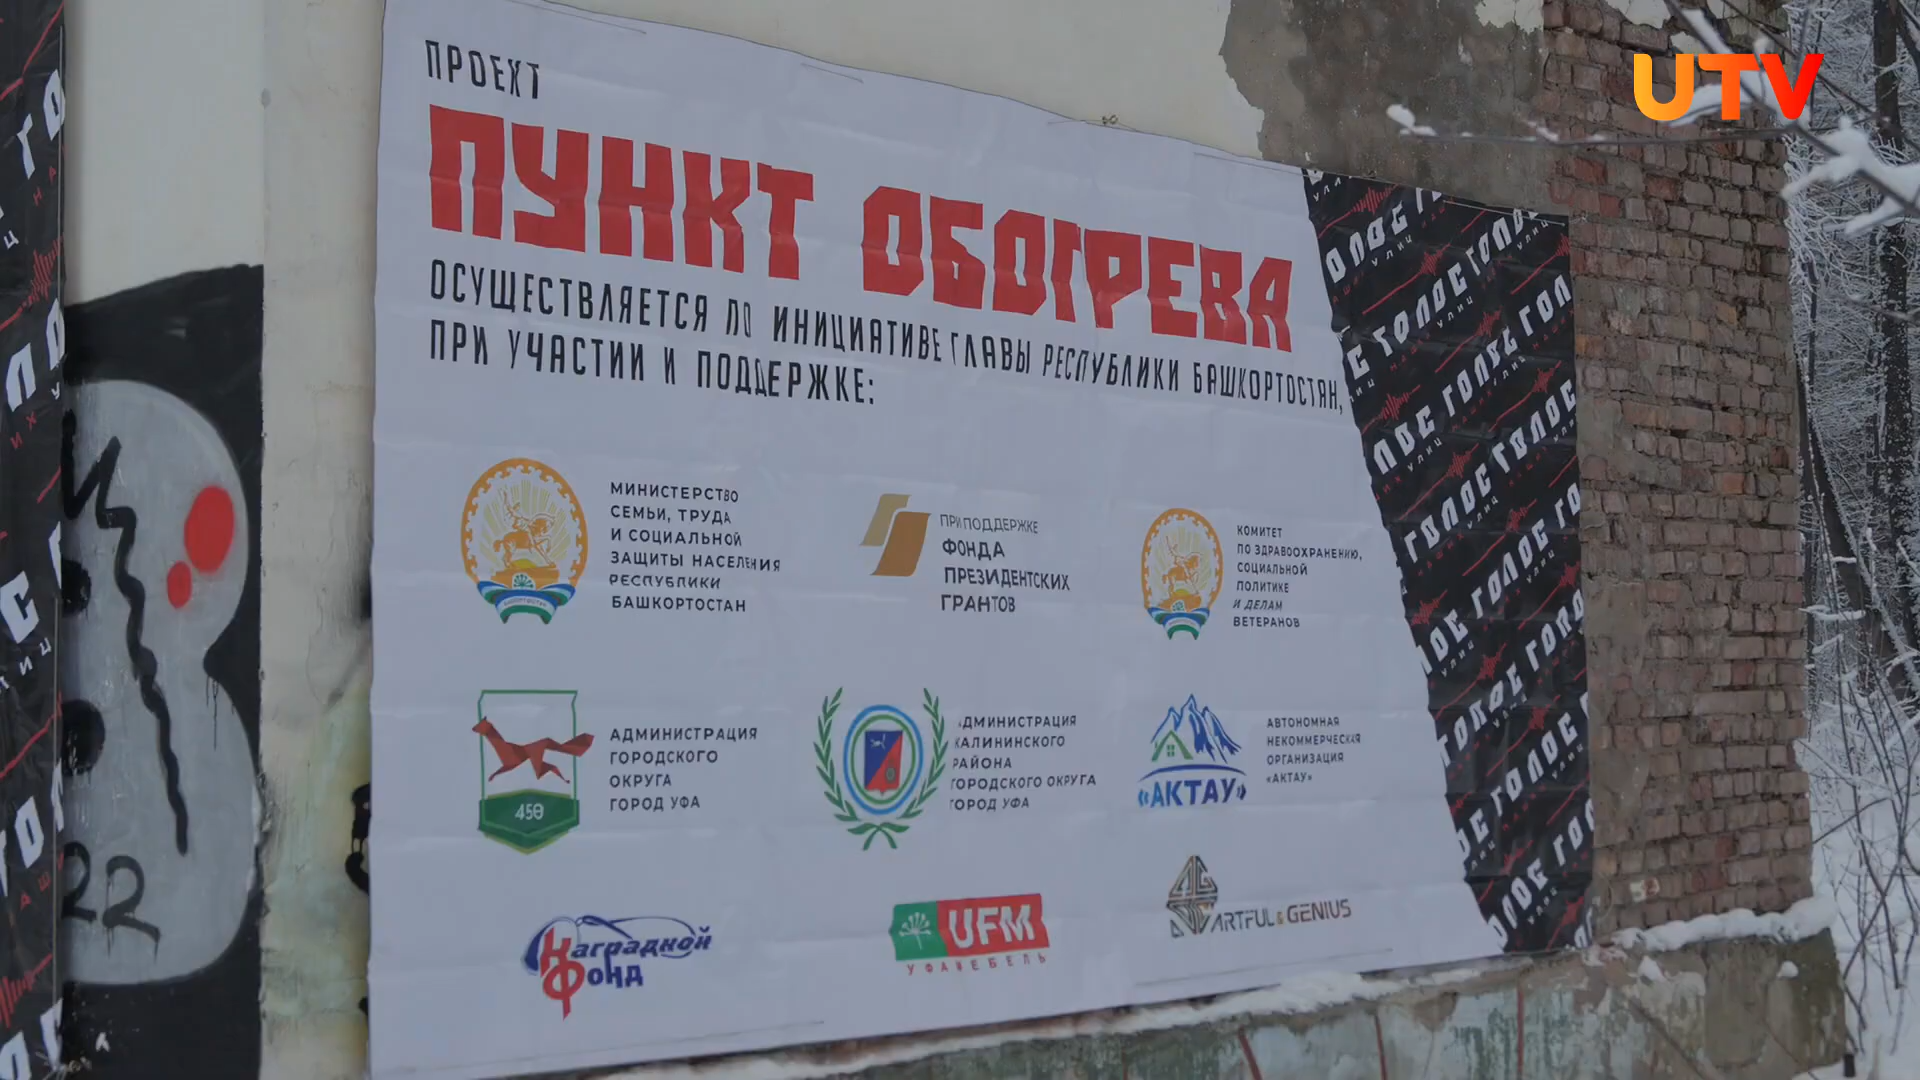 UTV
ПРОЕКТ
ПУНКТ ОБОГРЕВА
ОСУЩЕСТВЛЯЕТСЯ ПО ИНИЦИАТИВЕ ГЛАВЫ РЕСПУБЛИКИ БАШКОРТОСТАН,
ПРИ УЧАСТИИ И ПОДДЕРЖКЕ:
МИНИСТЕРСТВО
СЕМЬИ, ТРУДА
И СОЦИАЛЬНОЙ
ЗАЩИТЫ НАСЕЛЕНИЯ
РЕСПУБЛИКИ
БАШКОРТОСТАН
ПРИ ПОДДЕРЖКЕ
ФОНДА
ПРЕЗИДЕНТСКИХ
ГРАНТОВ
КОМИТЕТ
ПО ЗДРАВООХРАНЕНИЮ,
СОЦИАЛЬНОЙ
ПОЛИТИКЕ
И ДЕЛАМ
ВЕТЕРАНОВ
450
АДМИНИСТРАЦИЯ
ГОРОДСКОГО
ОКРУГА
ГОРОД УФА
АДМИНИСТРАЦИЯ
КАЛИНИНСКОГО
РАЙОНА
ГОРОДСКОГО ОКРУГА
ГОРОД УФА
«АКТАУ»
АВТОНОМНАЯ
НЕКОММЕРЧЕСКАЯ
ОРГАНИЗАЦИЯ
«АКТАУ»
Наградной
Фонд
UFM
УФАМЕБЕЛЬ
ARTFUL & GENIUS
ГОЛОС
НАШИХ УЛИЦ
22